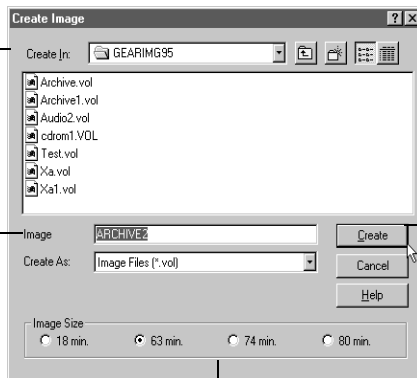 Create Image
Create In: GEARIMG95
Archive.vol
Archive1.vol
Audio2.vol
cdrom1.VOL
Test.vol
Xa.vol
Xa1.vol
Image ARCHIVE2 Create
Create As: Image Files (*.vol) Cancel
Help
Image Size
18 min. 63 min. 74 min. 80 min.